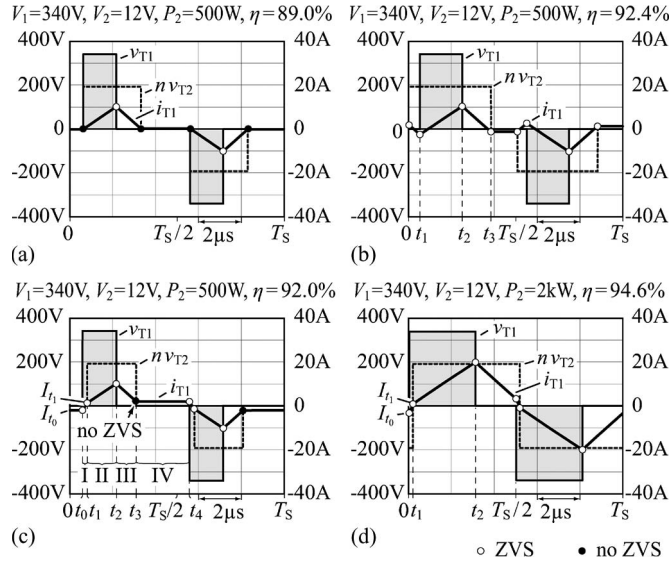 V1=340V, V2=12V, P2=500W, η=89.0%
400V 40A
vT1
200V n vT2 20A
iT1
0 0
-200V -20A
-400V -40A
0 TS/2 2μs TS
(a)
V1=340V, V2=12V, P2=500W, η=92.4%
400V 40A
vT1
200V n vT2 20A
iT1
0 0
-200V -20A
-400V -40A
0 t1 t2 t3 TS/2 2μs TS
(b)
V1=340V, V2=12V, P2=500W, η=92.0%
400V 40A
vT1
200V n vT2 20A
It1 iT1
It0 0
no ZVS
-200V -20A
I II III IV
-400V -40A
0 t0 t1 t2 t3 TS/2 t4 2μs TS
(c)
V1=340V, V2=12V, P2=2kW, η=94.6%
400V 40A
vT1
200V n vT2 20A
It1 iT1
It0 0
-200V -20A
-400V -40A
0 t1 t2 TS/2 2μs TS
(d)
○ ZVS ● no ZVS